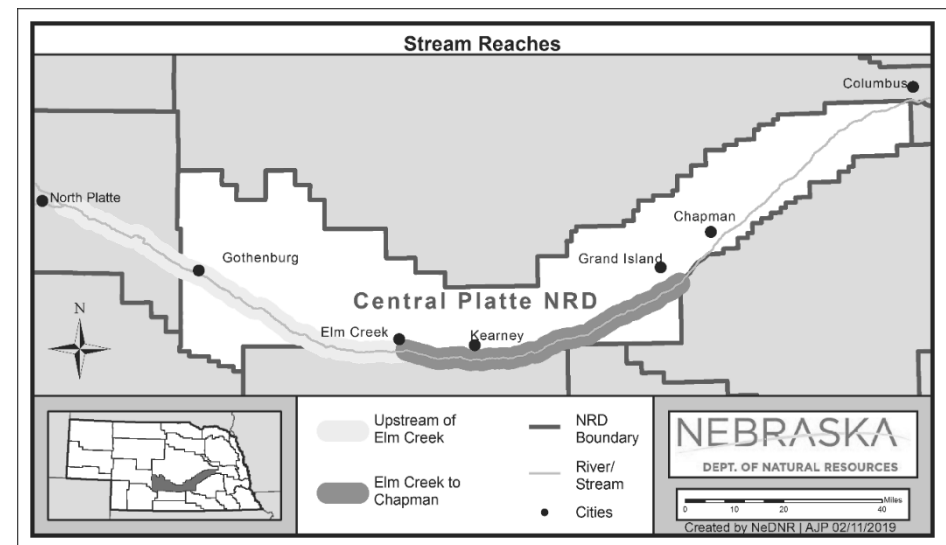 Stream Reaches
Columbus
North Platte
Chapman
Gothenburg
Grand Island
N
Central Platte NRD
Elm Creek
Kearney
Upstream of
Elm Creek
Elm Creek to
Chapman
NRD
Boundary
River/
Stream
Cities
NEBRASKA
DEPT. OF NATURAL RESOURCES
Miles
0 10 20 40
Created by NeDNR | AJP 02/11/2019